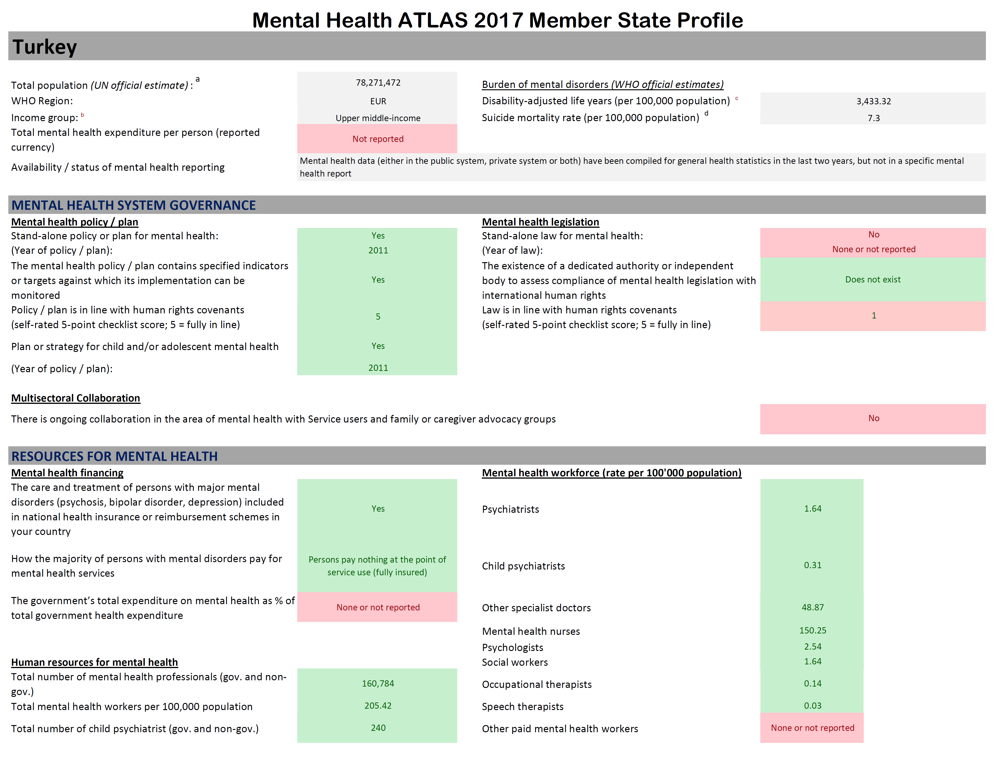 Mental Health ATLAS 2017 Member State Profile
Turkey
Total population (UN official estimate) : a
78,271,472
WHO Region:
EUR
Income group: b
Upper middle-income
Total mental health expenditure per person (reported
currency)
Not reported
Burden of mental disorders (WHO official estimates)
Disability-adjusted life years (per 100,000 population) c
3,433.32
Suicide mortality rate (per 100,000 population) d
7.3
Availability / status of mental health reporting
Mental health data (either in the public system, private system or both) have been compiled for general health statistics in the last two years, but not in a specific mental
health report
MENTAL HEALTH SYSTEM GOVERNANCE
Mental health policy / plan
Stand-alone policy or plan for mental health:
Yes
(Year of policy / plan):
2011
The mental health policy / plan contains specified indicators
or targets against which its implementation can be
monitored
Yes
Policy / plan is in line with human rights covenants
(self-rated 5-point checklist score; 5 = fully in line)
5
Plan or strategy for child and/or adolescent mental health
Yes
(Year of policy / plan):
2011
Mental health legislation
Stand-alone law for mental health:
No
(Year of law):
None or not reported
The existence of a dedicated authority or independent
body to assess compliance of mental health legislation with
international human rights
Does not exist
Law is in line with human rights covenants
(self-rated 5-point checklist score; 5 = fully in line)
1
Multisectoral Collaboration
There is ongoing collaboration in the area of mental health with Service users and family or caregiver advocacy groups
No
RESOURCES FOR MENTAL HEALTH
Mental health financing
The care and treatment of persons with major mental
disorders (psychosis, bipolar disorder, depression) included
in national health insurance or reimbursement schemes in
your country
Yes
How the majority of persons with mental disorders pay for
mental health services
Persons pay nothing at the point of
service use (fully insured)
The government’s total expenditure on mental health as % of
total government health expenditure
None or not reported
Human resources for mental health
Total number of mental health professionals (gov. and non-
gov.)
160,784
Total mental health workers per 100,000 population
205.42
Total number of child psychiatrist (gov. and non-gov.)
240
Mental health workforce (rate per 100'000 population)
Psychiatrists
1.64
Child psychiatrists
0.31
Other specialist doctors
48.87
Mental health nurses
150.25
Psychologists
2.54
Social workers
1.64
Occupational therapists
0.14
Speech therapists
0.03
Other paid mental health workers
None or not reported